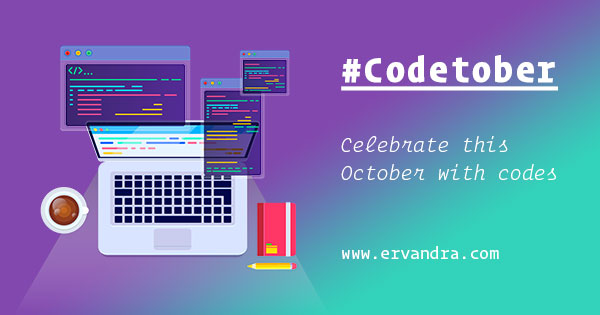 </>...
#Codetober
Celebrate this
October with codes
www.ervandra.com